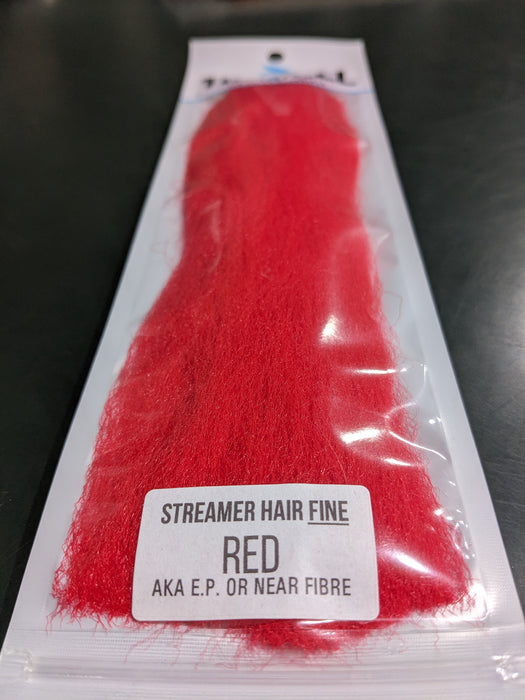 STREAMER HAIR FINE
RED
AKA E.P. OR NEAR FIBRE